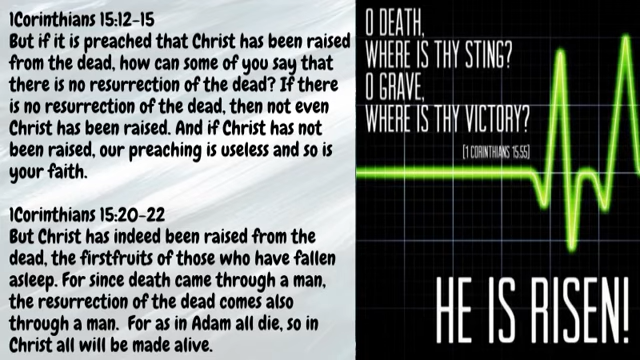 1Corinthians 15:12-15
But if it is preached that Christ has been raised
from the dead, how can some of you say that
there is no resurrection of the dead? If there
is no resurrection of the dead, then not even
Christ has been raised. And if Christ has not
been raised, our preaching is useless and so is
your faith.
1Corinthians 15:20-22
But Christ has indeed been raised from the
dead, the firstfruits of those who have fallen
asleep. For since death came through a man,
the resurrection of the dead comes also
through a man. For as in Adam all die, so in
Christ all will be made alive.
O DEATH,
WHERE IS THY STING?
O GRAVE,
WHERE IS THY VICTORY?
[1 CORINTHIANS 15:55]
HE IS RISEN!